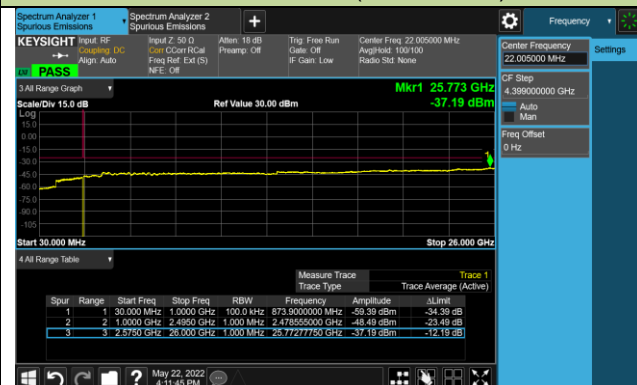 Spectrum Analyzer 1
Spurious Emissions
Spectrum Analyzer 2
Spurious Emissions
+
Frequency
KEYSIGHT
Input: RF
Coupling: DC
Align: Auto
Input Z: 50 Ω
Corr CCorr RCal
Freq Ref: Ext (S)
NFE: Off
Atten: 18 dB
Preamp: Off
Trig: Free Run
Gate: Off
IF Gain: Low
Center Freq: 22.005000 MHz
Avg|Hold: 100/100
Radio Std: None
PASS
Center Frequency
22.005000 MHz
Settings
CF Step
4.399000000 GHz
Auto
Man
Freq Offset
0 Hz
3 All Range Graph
Mkr1 25.773 GHz
-37.19 dBm
Scale/Div 15.0 dB
Ref Value 30.00 dBm
Log
15.0
0.00
-15.0
-30.0
-45.0
-60.0
-75.0
-90.0
-105
1
Start 30.000 MHz
Stop 26.000 GHz
4 All Range Table
Measure Trace Trace 1
Trace Type Trace Average (Active)
Spur Range Start Freq Stop Freq RBW Frequency Amplitude ΔLimit
1 1 30.000 MHz 1.0000 GHz 100.0 kHz 873.9000000 MHz -59.39 dBm -34.39 dB
2 2 1.0000 GHz 2.4950 GHz 1.000 MHz 2.478555000 GHz -48.49 dBm -23.49 dB
3 3 2.5750 GHz 26.000 GHz 1.000 MHz 25.77277750 GHz -37.19 dBm -12.19 dB
?
May 22, 2022
4:11:45 PM